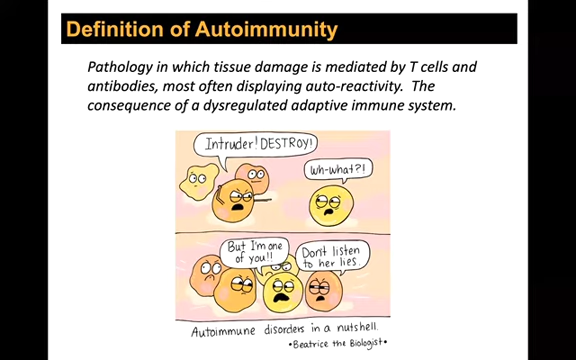 Definition of Autoimmunity
Pathology in which tissue damage is mediated by T cells and
antibodies, most often displaying auto-reactivity. The
consequence of a dysregulated adaptive immune system.
Intruder! DESTROY!
Wh-what?!
But I'm one
of you!!
Don't listen
to her lies.
Autoimmune disorders in a nutshell.
•Beatrice the Biologist•